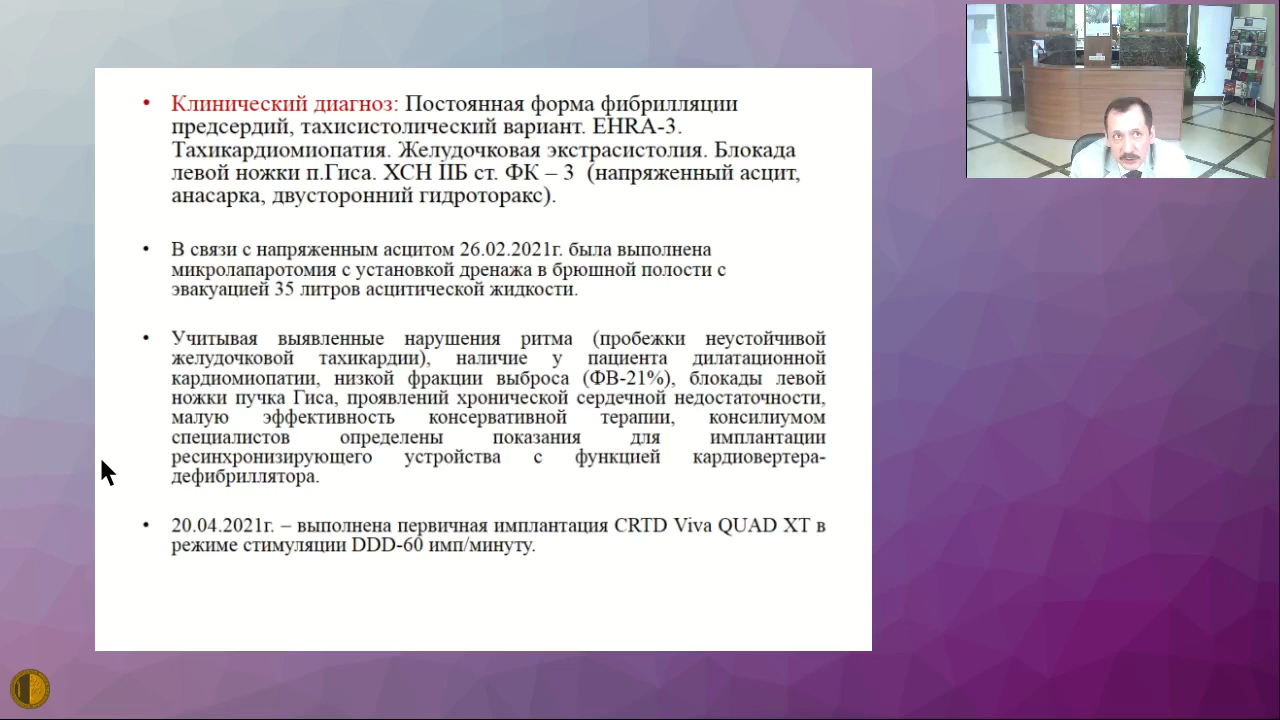 Клинический диагноз: Постоянная форма фибрилляции
предсердий, тахисистолический вариант. EHRA-3.
Тахикардиомиопатия. Желудочковая экстрасистолия. Блокада
левой ножки п.Гиса. ХСН IIБ ст. ФК – 3 (напряженный асцит,
анасарка, двусторонний гидроторакс).
В связи с напряженным асцитом 26.02.2021г. была выполнена
микролапаротомия с установкой дренажа в брюшной полости с
эвакуацией 35 литров асцитической жидкости.
Учитывая выявленные нарушения ритма (пробежки неустойчивой
желудочковой тахикардии), наличие у пациента дилатационной
кардиомиопатии, низкой фракции выброса (ФВ-21%), блокады левой
ножки пучка Гиса, проявлений хронической сердечной недостаточности,
малую эффективность консервативной терапии, консилиумом
специалистов определены показания для имплантации
ресинхронизирующего устройства с функцией кардиовертера-
дефибриллятора.
20.04.2021г. – выполнена первичная имплантация CRTD Viva QUAD XT в
режиме стимуляции DDD-60 имп/минуту.